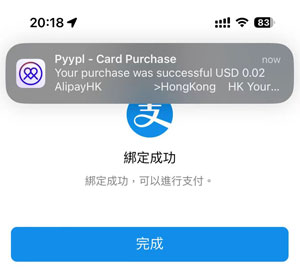 20:18
83
Pyypl - Card Purchase
now
Your purchase was successful USD 0.02
AlipayHK >HongKong HK Your...
支
綁定成功
綁定成功，可以進行支付。
完成